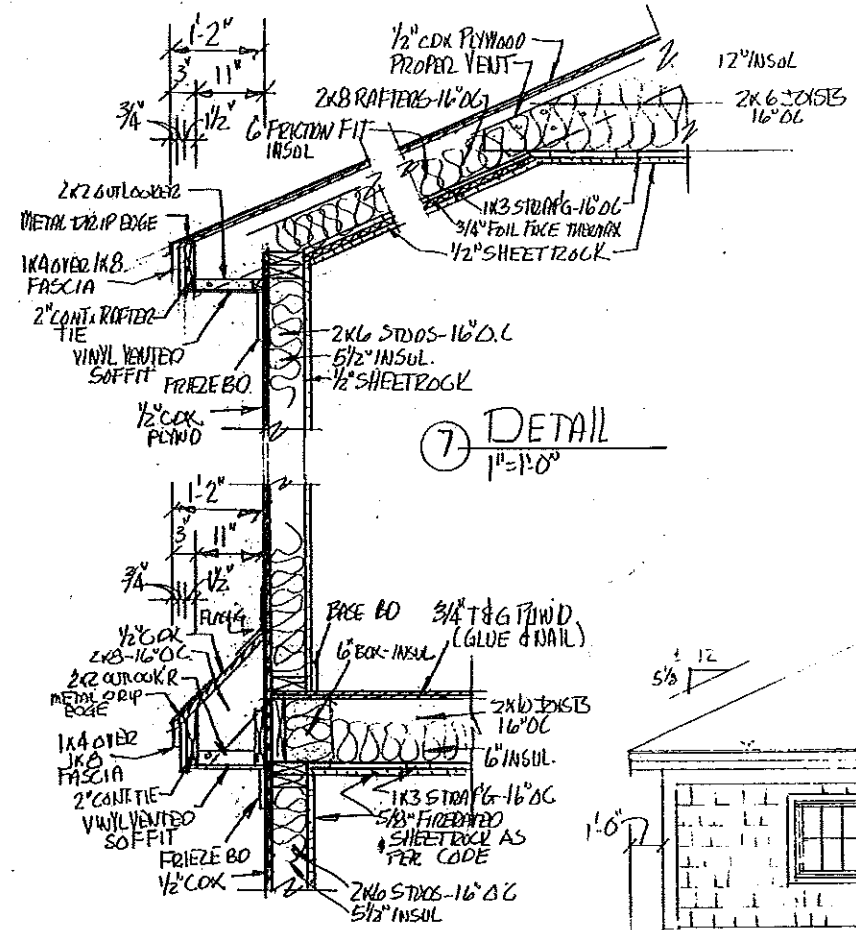 1'-2"
3"
11"
3/4"
1 1/2"
1/2" CDX PLYWOOD
PROPER VENT
2X8 RAFTERS-16"OC
6" FRICTION FIT
INSUL
12" INSUL
2X6 JOISTS
16" OC
2X2 OUTLOOKER
METAL DRIP EDGE
1X4 OVER 1X8
FASCIA
2" CONT. RAFTER
TIE
VINYL VENTED
SOFFIT
FRIEZE BD
1/2" CDX
PLYWD
1X3 STRAP'G-16"OC
3/4" FOIL FACE THERMAX
1/2" SHEETROCK
2X6 STUDS-16" O.C
5 1/2" INSUL.
1/2" SHEETROCK
7 DETAIL
1"=1'-0"
1'-2"
3"
11"
3/4"
1 1/2"
FLASH'G
1/2" CDX
2X8-16" OC
2X2 OUTLOOK'R
METAL DRIP
EDGE
1X4 OVER
1X8
FASCIA
2" CONT TIE
VINYL VENTED
SOFFIT
FRIEZE BD
1/2" CDX
BASE BD
6" BOX-INSUL
3/4" T&G PLYWD
(GLUE & NAIL)
16" OC
6" INSUL.
1X3 STRAP'G-16"OC
5/8" FIRERATED
SHEETROCK AS
PER CODE
2X6 STUDS-16" OC
5 1/2" INSUL
12
1'-0"